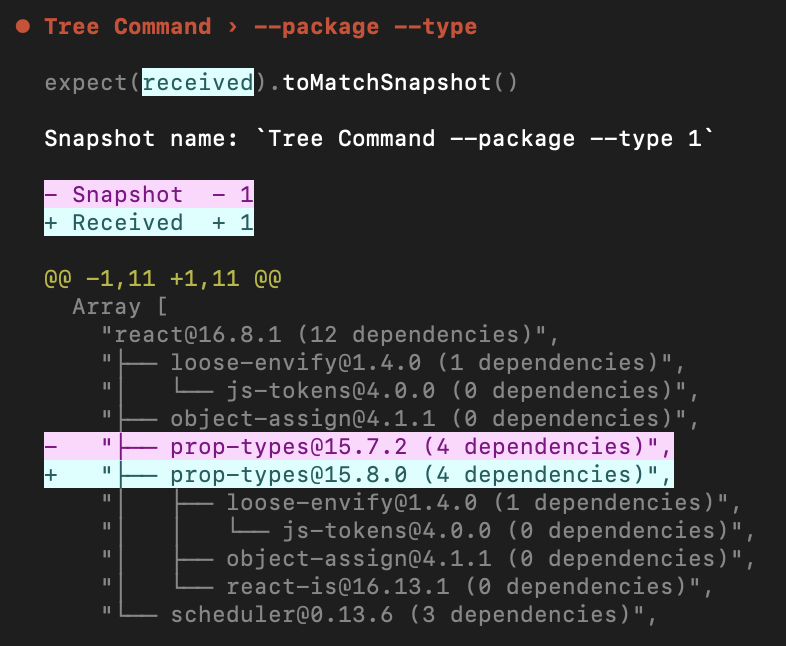 ● Tree Command › --package --type
expect(received).toMatchSnapshot()
Snapshot name: `Tree Command --package --type 1`
- Snapshot  - 1
+ Received  + 1
@@ -1,11 +1,11 @@
  Array [
    "react@16.8.1 (12 dependencies)",
    "├── loose-envify@1.4.0 (1 dependencies)",
    "│   └── js-tokens@4.0.0 (0 dependencies)",
    "├── object-assign@4.1.1 (0 dependencies)",
-   "├── prop-types@15.7.2 (4 dependencies)",
+   "├── prop-types@15.8.0 (4 dependencies)",
    "│   ├── loose-envify@1.4.0 (1 dependencies)",
    "│   │   └── js-tokens@4.0.0 (0 dependencies)",
    "│   ├── object-assign@4.1.1 (0 dependencies)",
    "│   └── react-is@16.13.1 (0 dependencies)",
    "└── scheduler@0.13.6 (3 dependencies)",